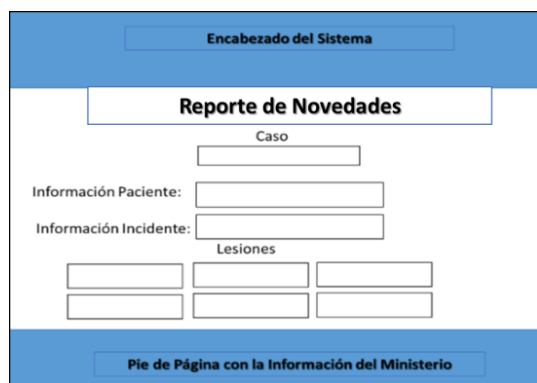 Encabezado del Sistema
Reporte de Novedades
Caso
Información Paciente:
Información Incidente:
Lesiones
Pie de Página con la Información del Ministerio